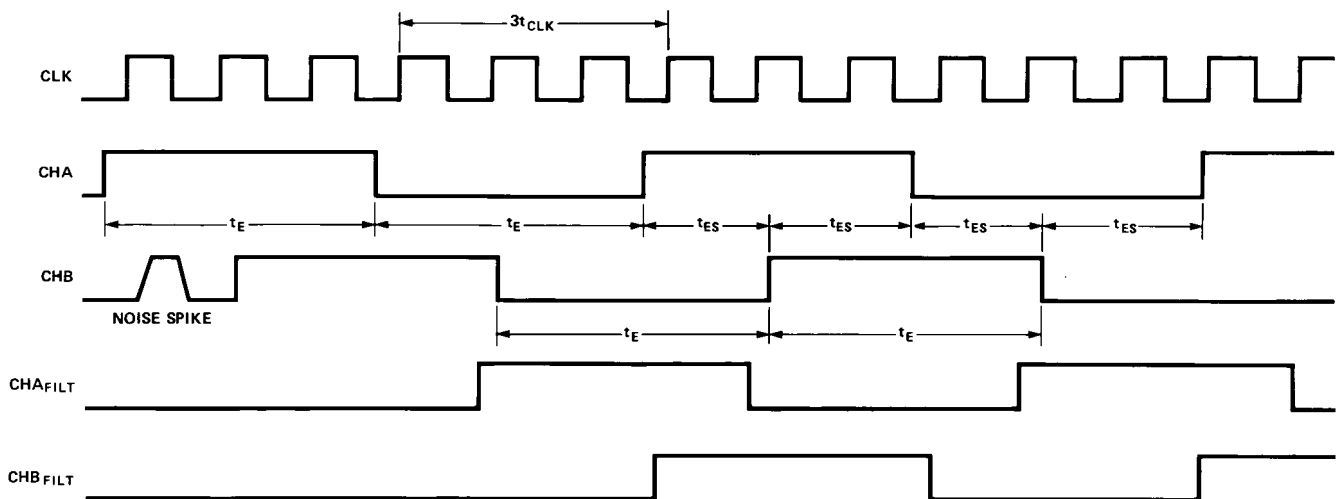 3tCLK
CLK
CHA
tE tE tES tES tES tES
CHB
NOISE SPIKE
tE tE
CHAFILT
CHBFILT